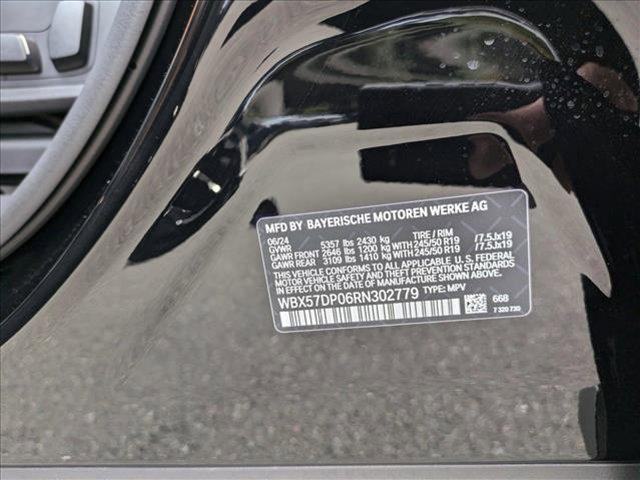 MFD BY BAYERISCHE MOTOREN WERKE AG
06/24 5357 lbs 2430 kg TIRE / RIM
GVWR
GAWR FRONT 2646 lbs 1200 kg WITH 245/50 R19 /7.5Jx19
GAWR REAR 3109 lbs 1410 kg WITH 245/50 R19 /7.5Jx19
THIS VEHICLE CONFORMS TO ALL APPLICABLE U.S. FEDERAL
MOTOR VEHICLE SAFETY, BUMPER, AND THEFT PREVENTION STANDARDS
IN EFFECT ON THE DATE OF MANUFACTURE SHOWN ABOVE.
WBX57DP06RN302779 TYPE: MPV
668
7 320 730